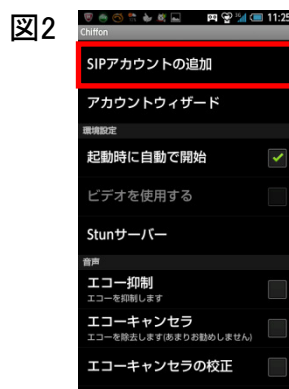 図2
11:25
Chiffon
SIPアカウントの追加
アカウントウィザード
環境設定
起動時に自動で開始
ビデオを使用する
Stunサーバー
音声
エコー抑制
エコーを抑制します
エコーキャンセラ
エコーを除去します(あまりお勧めしません)
エコーキャンセラの校正